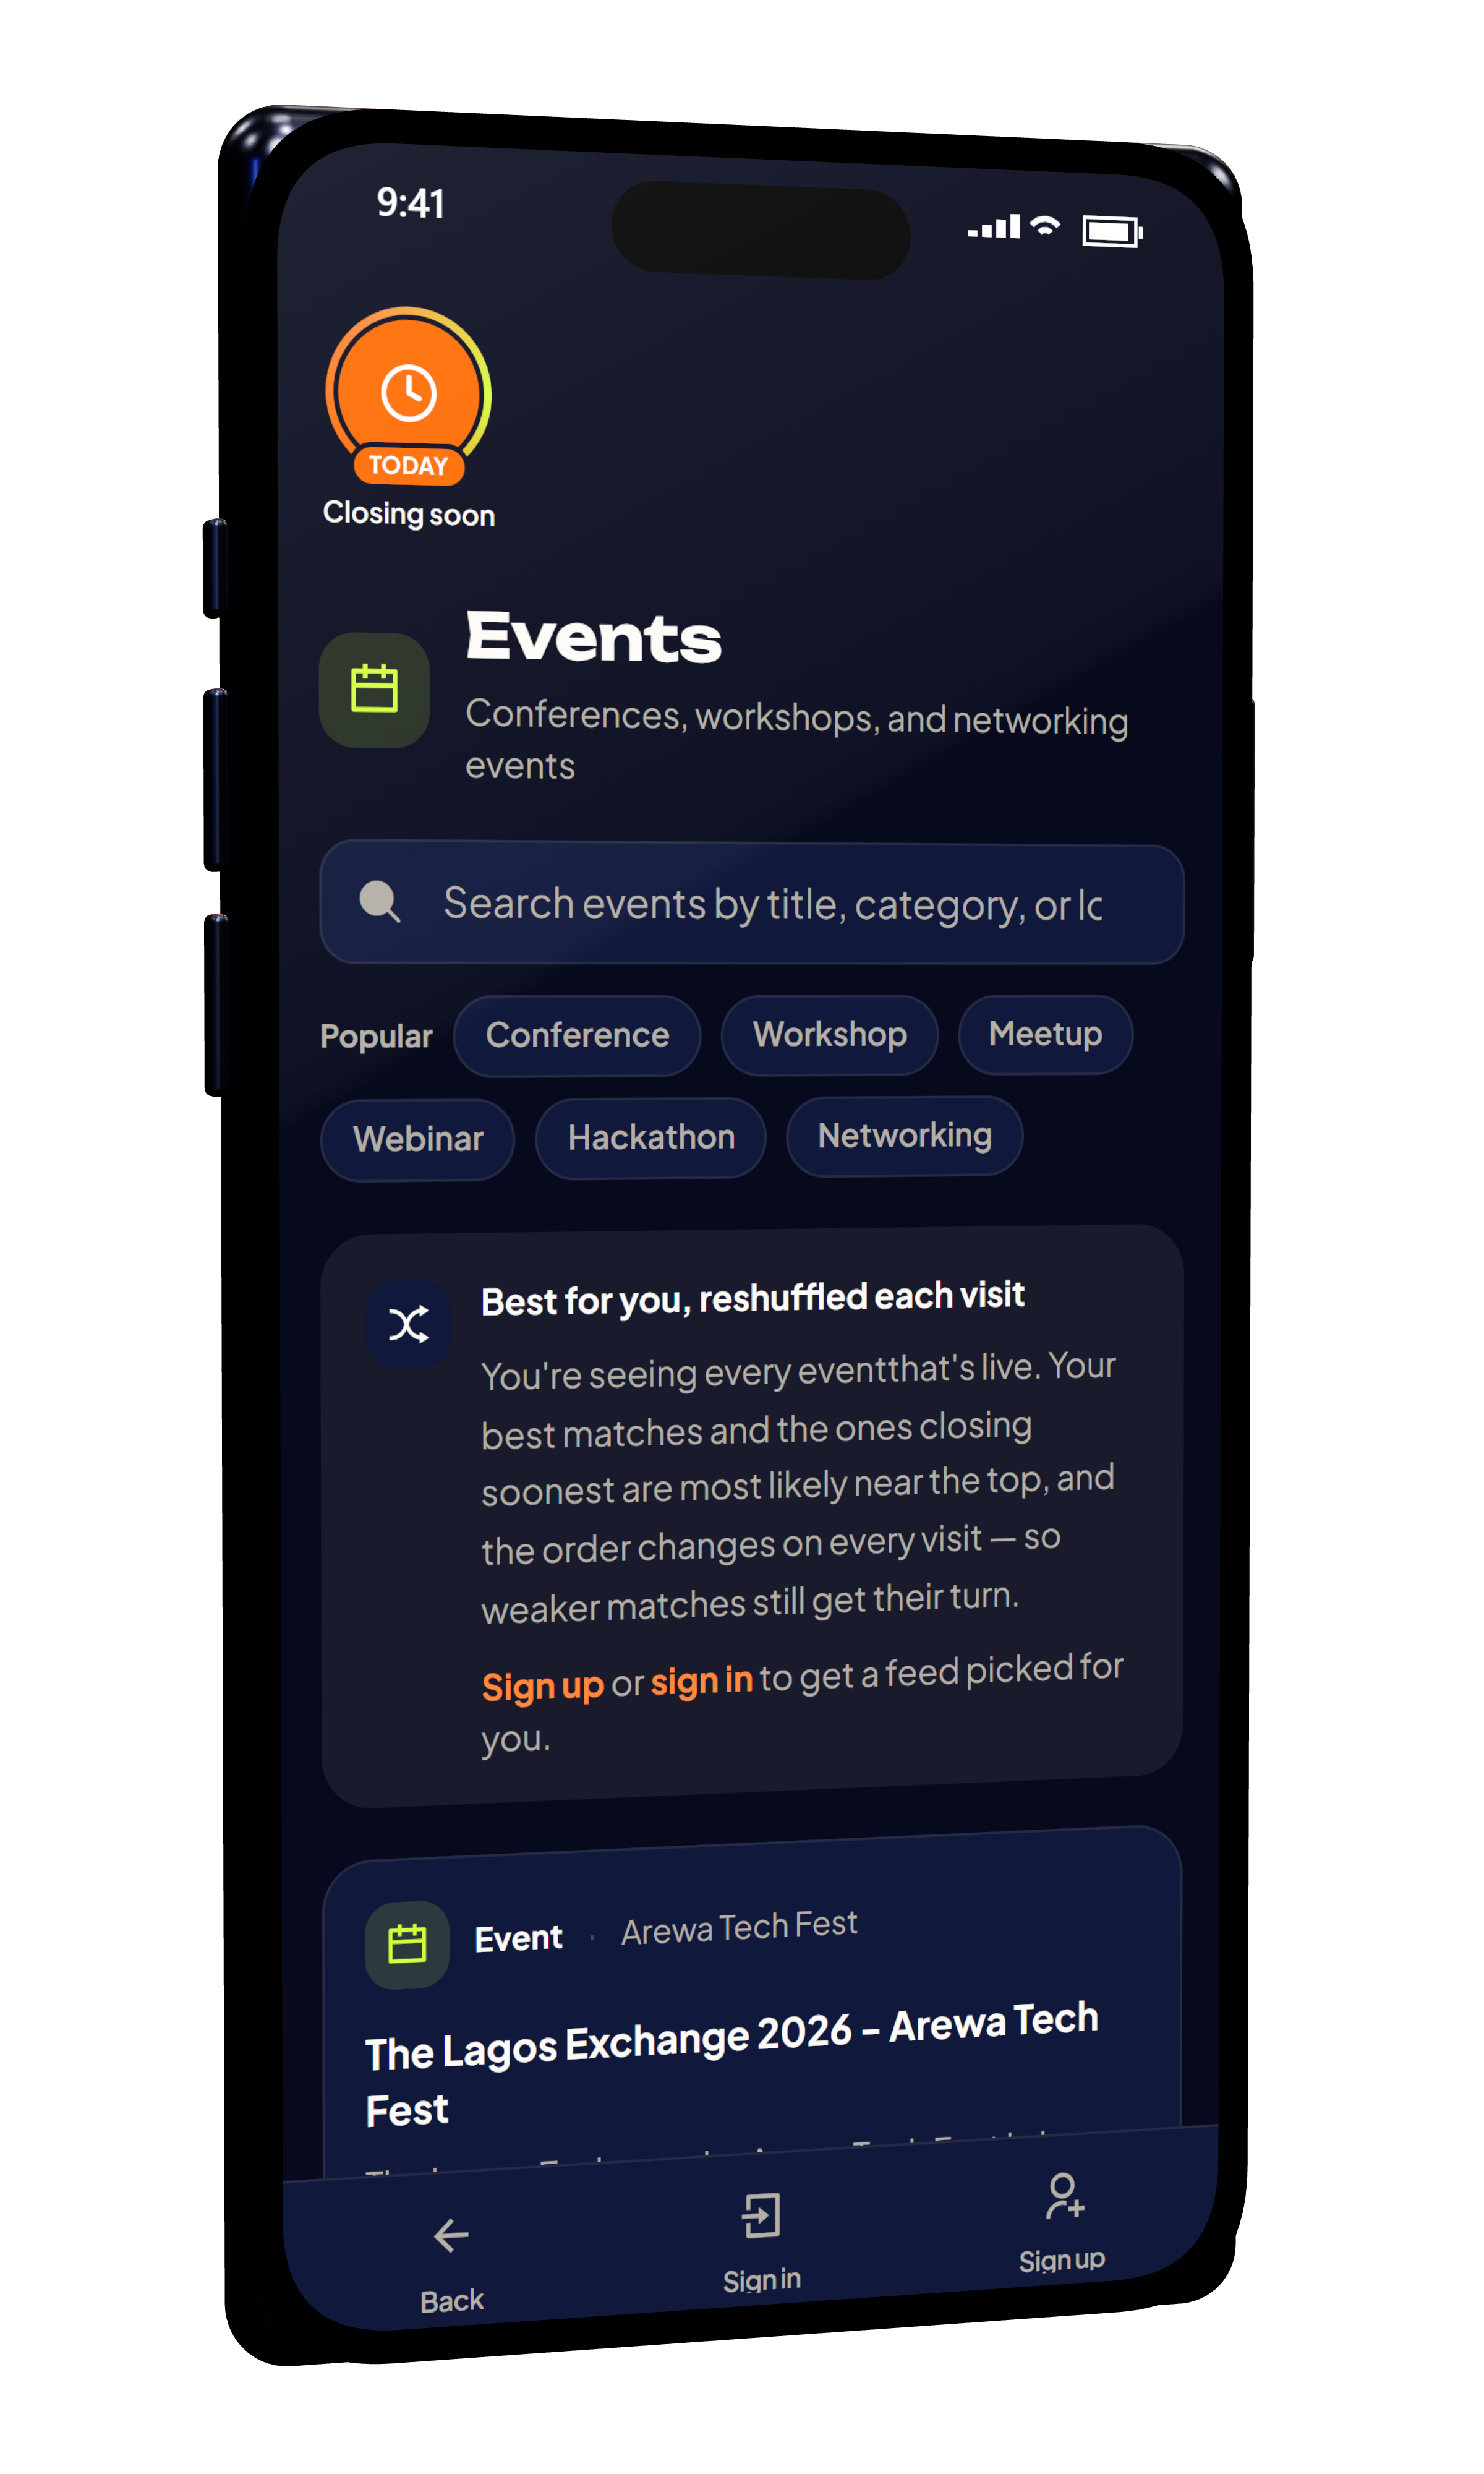 9:41
TODAY
Closing soon
Events
Conferences, workshops, and networking
events
Search events by title, category, or lo
Popular
Conference
Workshop
Meetup
Webinar
Hackathon
Networking
Best for you, reshuffled each visit
You're seeing every eventthat's live. Your
best matches and the ones closing
soonest are most likely near the top, and
the order changes on every visit — so
weaker matches still get their turn.
Sign up or sign in to get a feed picked for
you.
Event · Arewa Tech Fest
The Lagos Exchange 2026 – Arewa Tech
Fest
Back
Sign in
Sign up